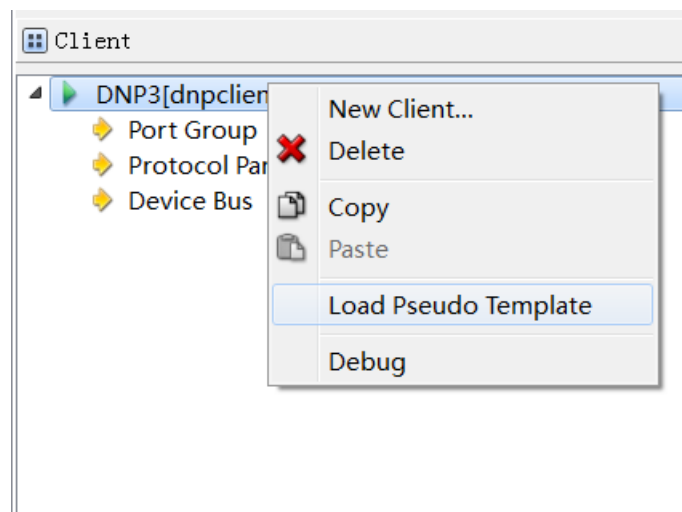 Client
DNP3[dnpclien
Port Group
Protocol Par
Device Bus
New Client...
Delete
Copy
Paste
Load Pseudo Template
Debug